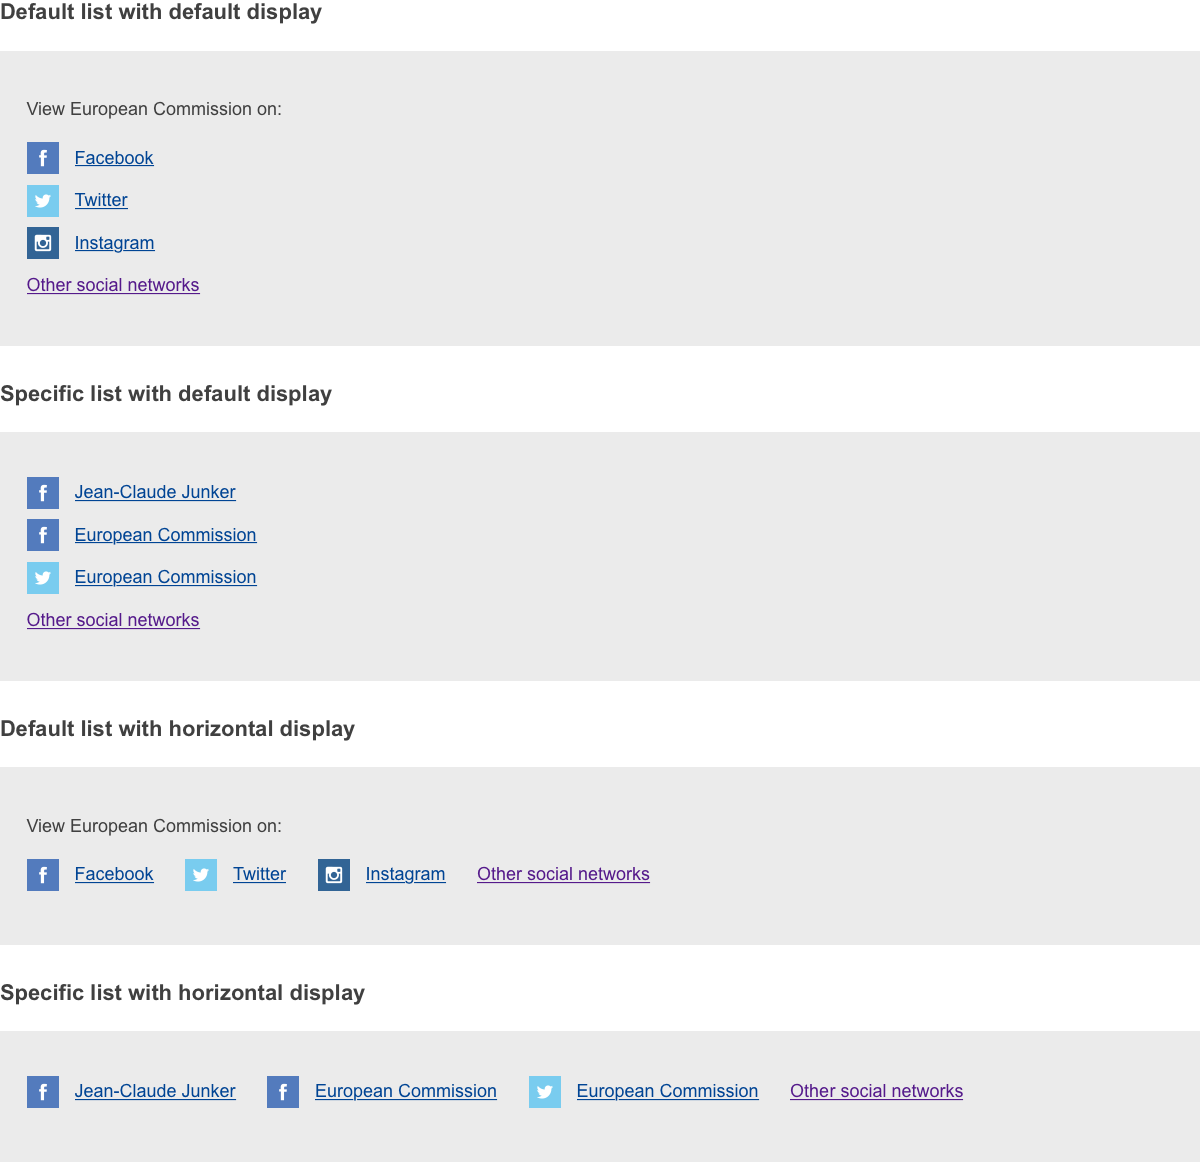 Default list with default display
View European Commission on:
Facebook
Twitter
Instagram
Other social networks
Specific list with default display
Jean-Claude Junker
European Commission
European Commission
Other social networks
Default list with horizontal display
View European Commission on:
Facebook Twitter Instagram Other social networks
Specific list with horizontal display
Jean-Claude Junker European Commission European Commission Other social networks